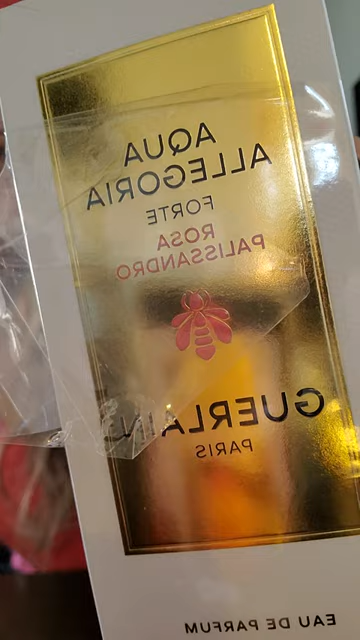 AQUA
ALLEGORIA
FORTE
ROSA
PALISSANDRO
GUERLAIN
PARIS
EAU DE PARFUM